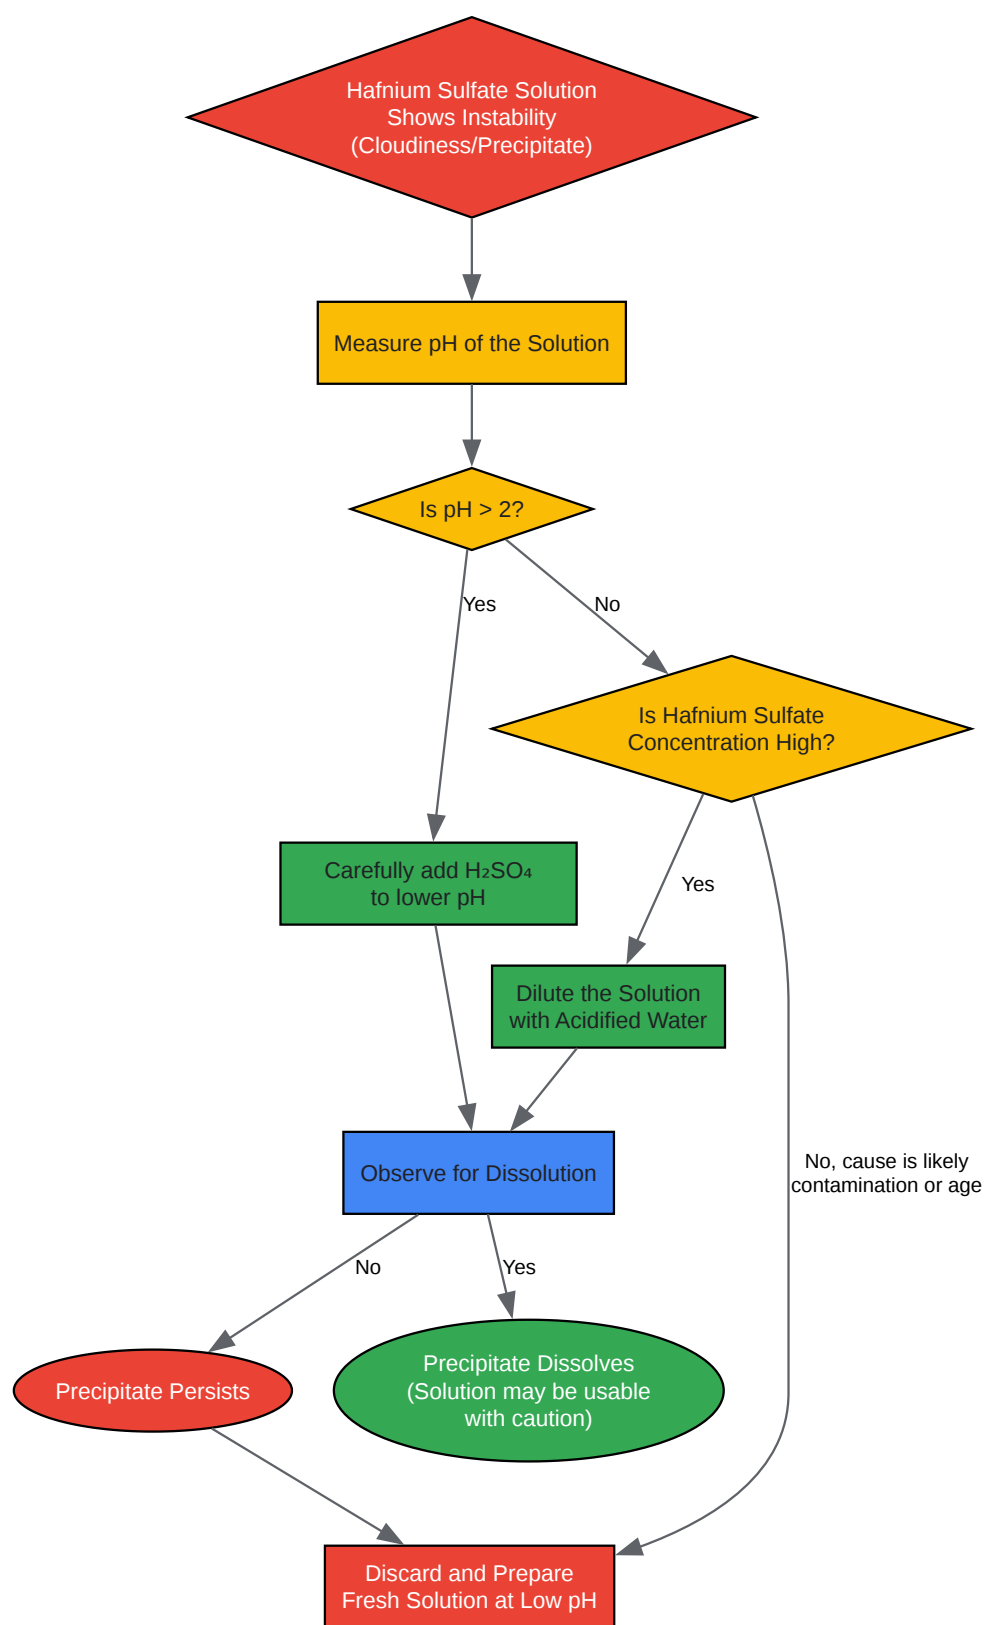 Hafnium Sulfate Solution
Shows Instability
(Cloudiness/Precipitate)
Measure pH of the Solution
Is pH > 2?
Yes
No
Is Hafnium Sulfate
Concentration High?
Carefully add H₂SO₄
to lower pH
Yes
Dilute the Solution
with Acidified Water
No, cause is likely
contamination or age
Observe for Dissolution
No
Yes
Precipitate Persists
Precipitate Dissolves
(Solution may be usable
with caution)
Discard and Prepare
Fresh Solution at Low pH